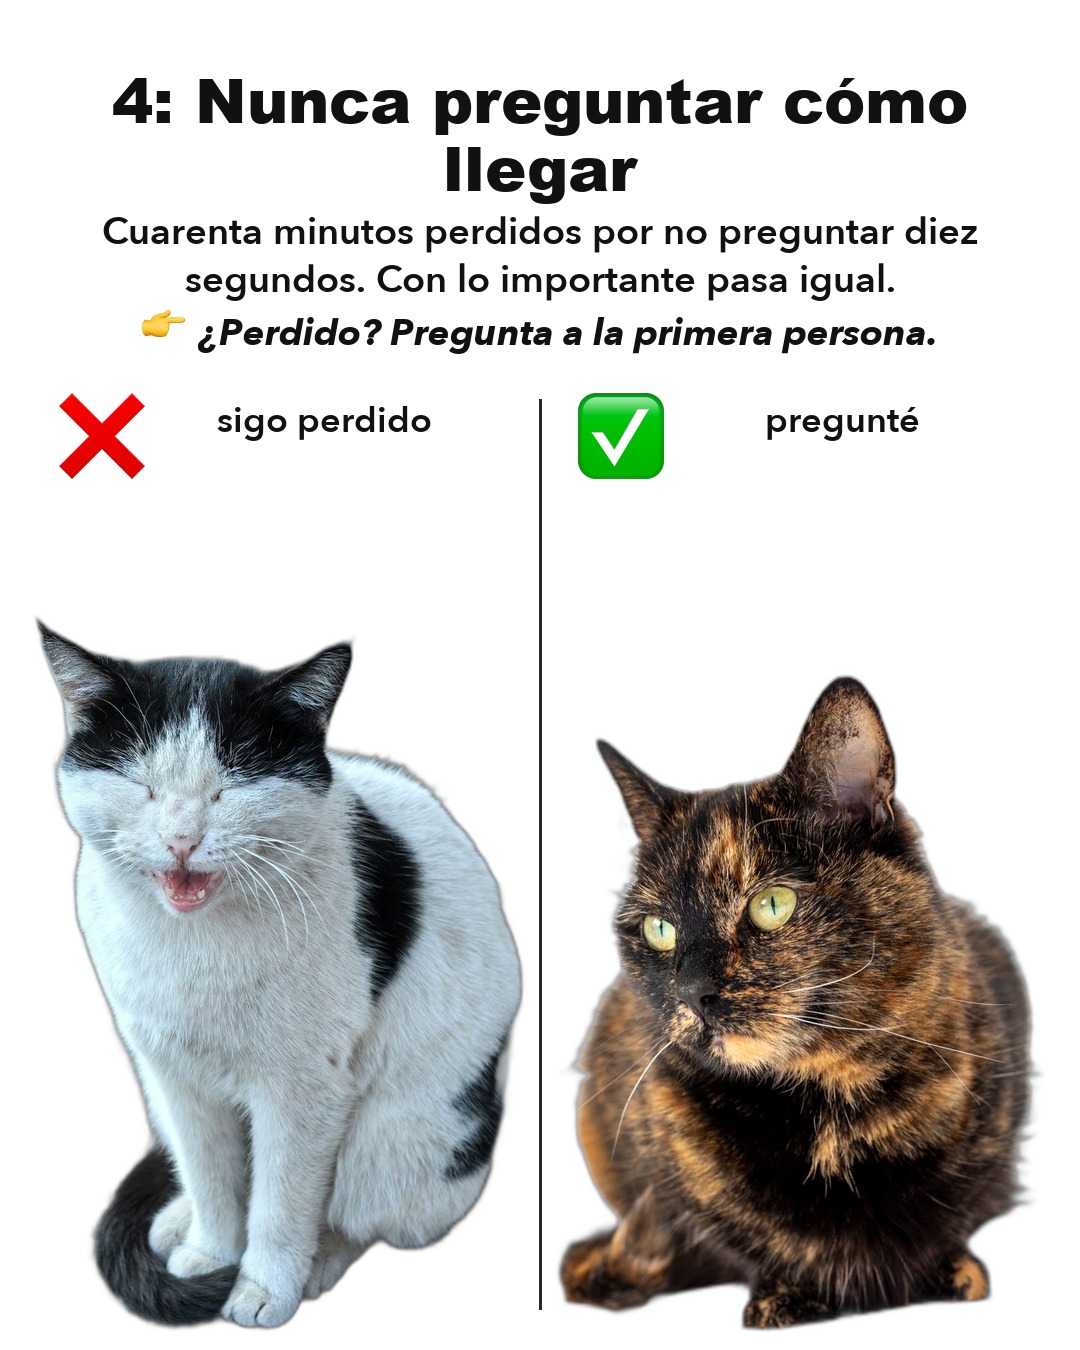 4: Nunca preguntar cómo
llegar
Cuarenta minutos perdidos por no preguntar diez
segundos. Con lo importante pasa igual.
👉 ¿Perdido? Pregunta a la primera persona.
❌ sigo perdido
✅ pregunté